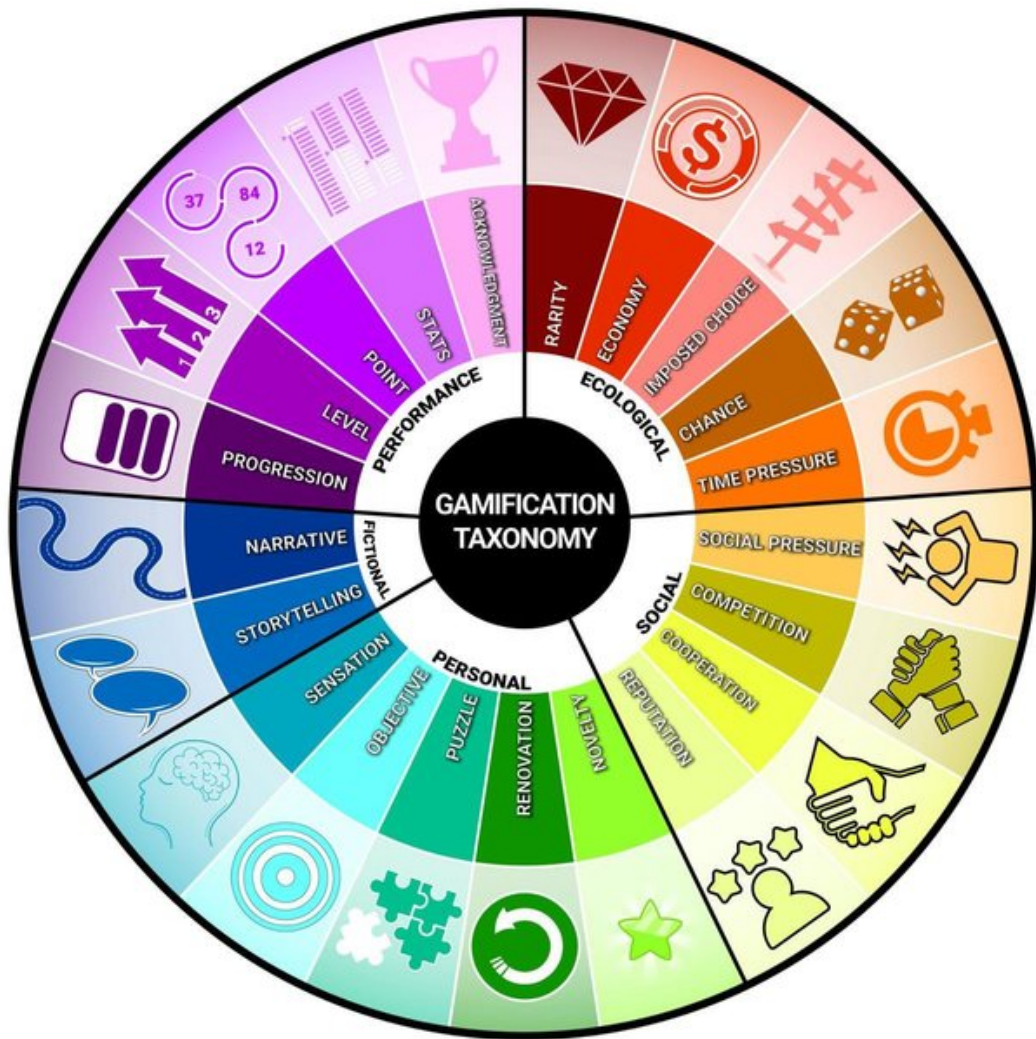 GAMIFICATION
TAXONOMY
PERFORMANCE
ACKNOWLEDGMENT
STATS
POINT
LEVEL
PROGRESSION
37
84
12
1
2
3
ECOLOGICAL
RARITY
$
ECONOMY
IMPOSED CHOICE
CHANCE
TIME PRESSURE
SOCIAL
SOCIAL PRESSURE
COMPETITION
COOPERATION
REPUTATION
PERSONAL
NOVELTY
RENOVATION
PUZZLE
OBJECTIVE
SENSATION
FICTIONAL
STORYTELLING
NARRATIVE